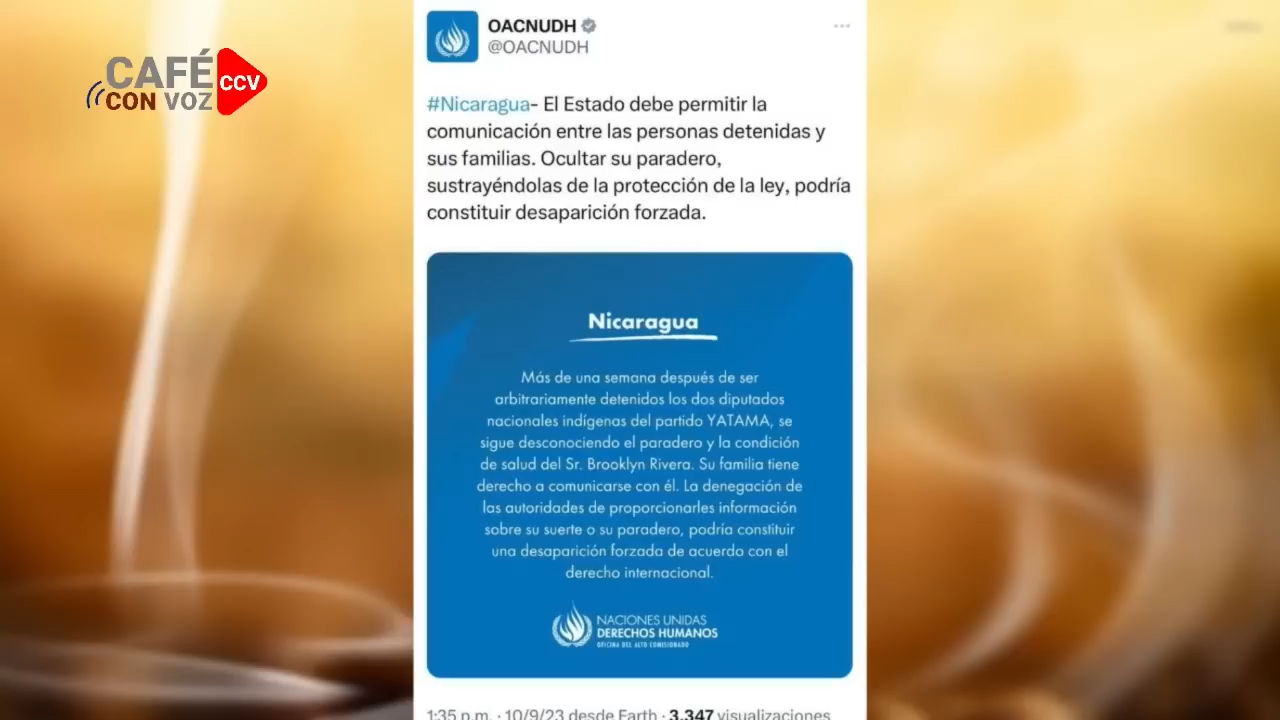 CAFÉ
CON VOZ
CCV
OACNUDH
@OACNUDH
#Nicaragua- El Estado debe permitir la
comunicación entre las personas detenidas y
sus familias. Ocultar su paradero,
sustrayéndolas de la protección de la ley, podría
constituir desaparición forzada.
Nicaragua
Más de una semana después de ser
arbitrariamente detenidos los dos diputados
nacionales indígenas del partido YATAMA, se
sigue desconociendo el paradero y la condición
de salud del Sr. Brooklyn Rivera. Su familia tiene
derecho a comunicarse con él. La denegación de
las autoridades de proporcionarles información
sobre su suerte o su paradero, podría constituir
una desaparición forzada de acuerdo con el
derecho internacional.
NACIONES UNIDAS
DERECHOS HUMANOS
OFICINA DEL ALTO COMISIONADO
1:35 p.m. · 10/9/23 desde Earth · 3,347 visualizaciones